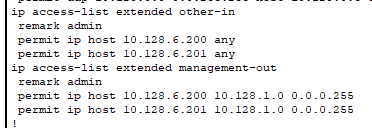 ip access-list extended other-in
remark admin
permit ip host 10.128.6.200 any
permit ip host 10.128.6.201 any
ip access-list extended management-out
remark admin
permit ip host 10.128.6.200 10.128.1.0 0.0.0.255
permit ip host 10.128.6.201 10.128.1.0 0.0.0.255
!